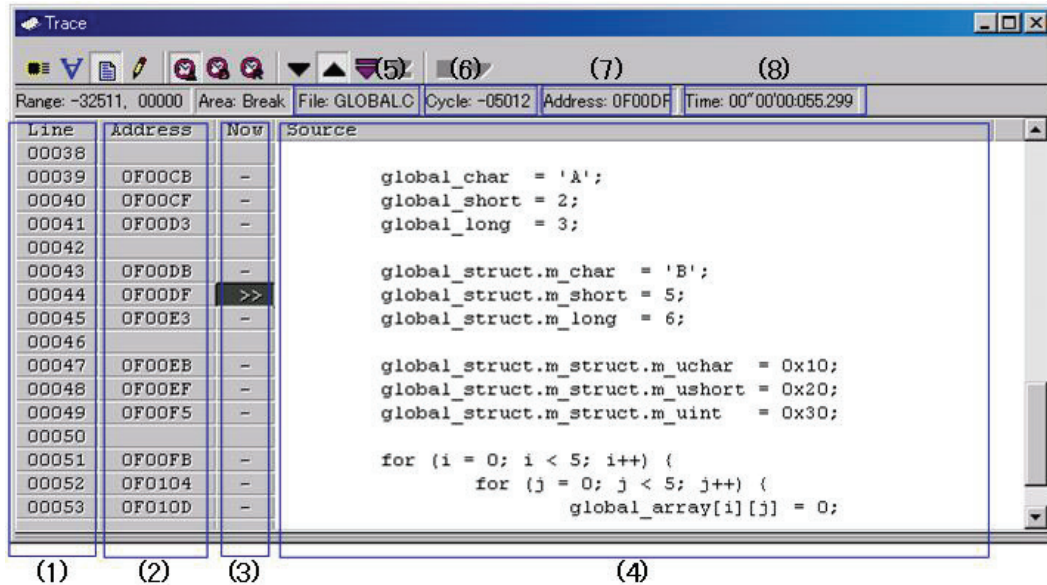 Trace
(5) (6) (7) (8)
Range: -32511, 00000 Area: Break File: GLOBAL.C Cycle: -05012 Address: 0F00DF Time: 00"00'00:055.299
Line Address Now Source
00038
00039 0F00CB - global_char = 'A';
00040 0F00CF - global_short = 2;
00041 0F00D3 - global_long = 3;
00042
00043 0F00DB - global_struct.m_char = 'B';
00044 0F00DF >> global_struct.m_short = 5;
00045 0F00E3 - global_struct.m_long = 6;
00046
00047 0F00EB - global_struct.m_struct.m_uchar = 0x10;
00048 0F00EF - global_struct.m_struct.m_ushort = 0x20;
00049 0F00F5 - global_struct.m_struct.m_uint = 0x30;
00050
00051 0F00FB - for (i = 0; i < 5; i++) {
00052 0F0104 - for (j = 0; j < 5; j++) {
00053 0F010D - global_array[i][j] = 0;
(1) (2) (3) (4)